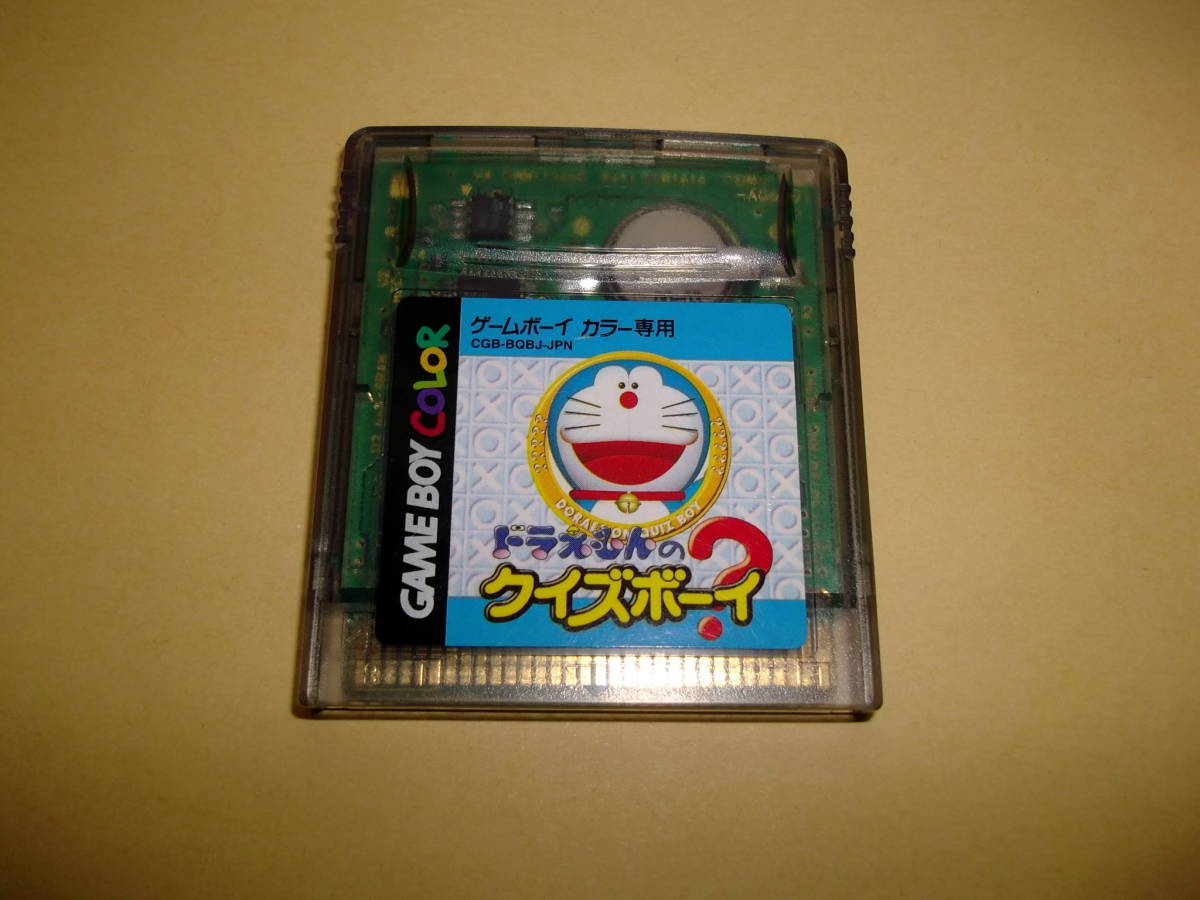 GAME BOY COLOR
ゲームボーイ カラー専用
CGB-BQBJ-JPN
DORAEMON QUIZ BOY
ドラえもんの
クイズボーイ?